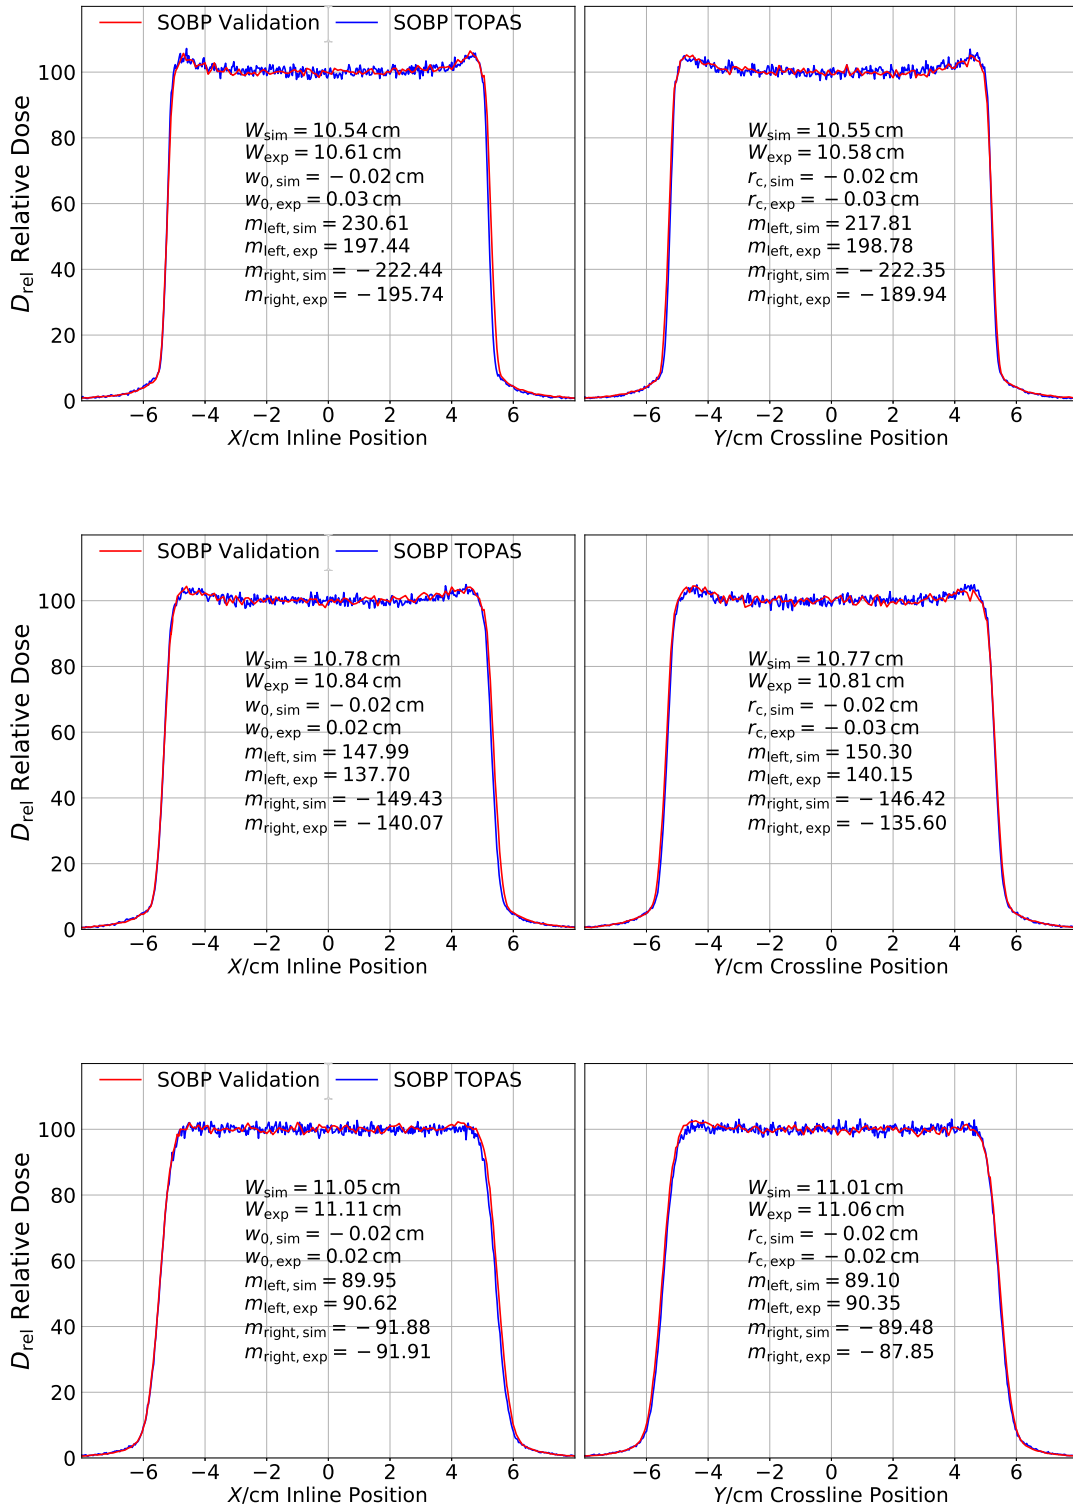 SOBP Validation SOBP TOPAS
D_rel Relative Dose
100
80
60
40
20
0
W_sim = 10.54 cm
W_exp = 10.61 cm
w_0,sim = −0.02 cm
w_0,exp = 0.03 cm
m_left,sim = 230.61
m_left,exp = 197.44
m_right,sim = −222.44
m_right,exp = −195.74
−6 −4 −2 0 2 4 6
X/cm Inline Position
W_sim = 10.55 cm
W_exp = 10.58 cm
r_c,sim = −0.02 cm
r_c,exp = −0.03 cm
m_left,sim = 217.81
m_left,exp = 198.78
m_right,sim = −222.35
m_right,exp = −189.94
−6 −4 −2 0 2 4 6
Y/cm Crossline Position
SOBP Validation SOBP TOPAS
D_rel Relative Dose
100
80
60
40
20
0
W_sim = 10.78 cm
W_exp = 10.84 cm
w_0,sim = −0.02 cm
w_0,exp = 0.02 cm
m_left,sim = 147.99
m_left,exp = 137.70
m_right,sim = −149.43
m_right,exp = −140.07
−6 −4 −2 0 2 4 6
X/cm Inline Position
W_sim = 10.77 cm
W_exp = 10.81 cm
r_c,sim = −0.02 cm
r_c,exp = −0.03 cm
m_left,sim = 150.30
m_left,exp = 140.15
m_right,sim = −146.42
m_right,exp = −135.60
−6 −4 −2 0 2 4 6
Y/cm Crossline Position
SOBP Validation SOBP TOPAS
D_rel Relative Dose
100
80
60
40
20
0
W_sim = 11.05 cm
W_exp = 11.11 cm
w_0,sim = −0.02 cm
w_0,exp = 0.02 cm
m_left,sim = 89.95
m_left,exp = 90.62
m_right,sim = −91.88
m_right,exp = −91.91
−6 −4 −2 0 2 4 6
X/cm Inline Position
W_sim = 11.01 cm
W_exp = 11.06 cm
r_c,sim = −0.02 cm
r_c,exp = −0.02 cm
m_left,sim = 89.10
m_left,exp = 90.35
m_right,sim = −89.48
m_right,exp = −87.85
−6 −4 −2 0 2 4 6
Y/cm Crossline Position